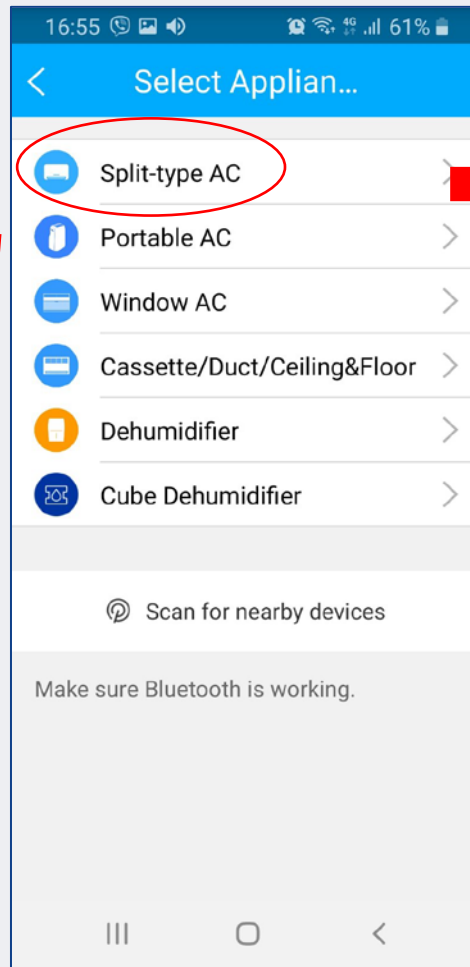 16:55 4G 61%
Select Applian...
Split-type AC
Portable AC
Window AC
Cassette/Duct/Ceiling&Floor
Dehumidifier
Cube Dehumidifier
Scan for nearby devices
Make sure Bluetooth is working.